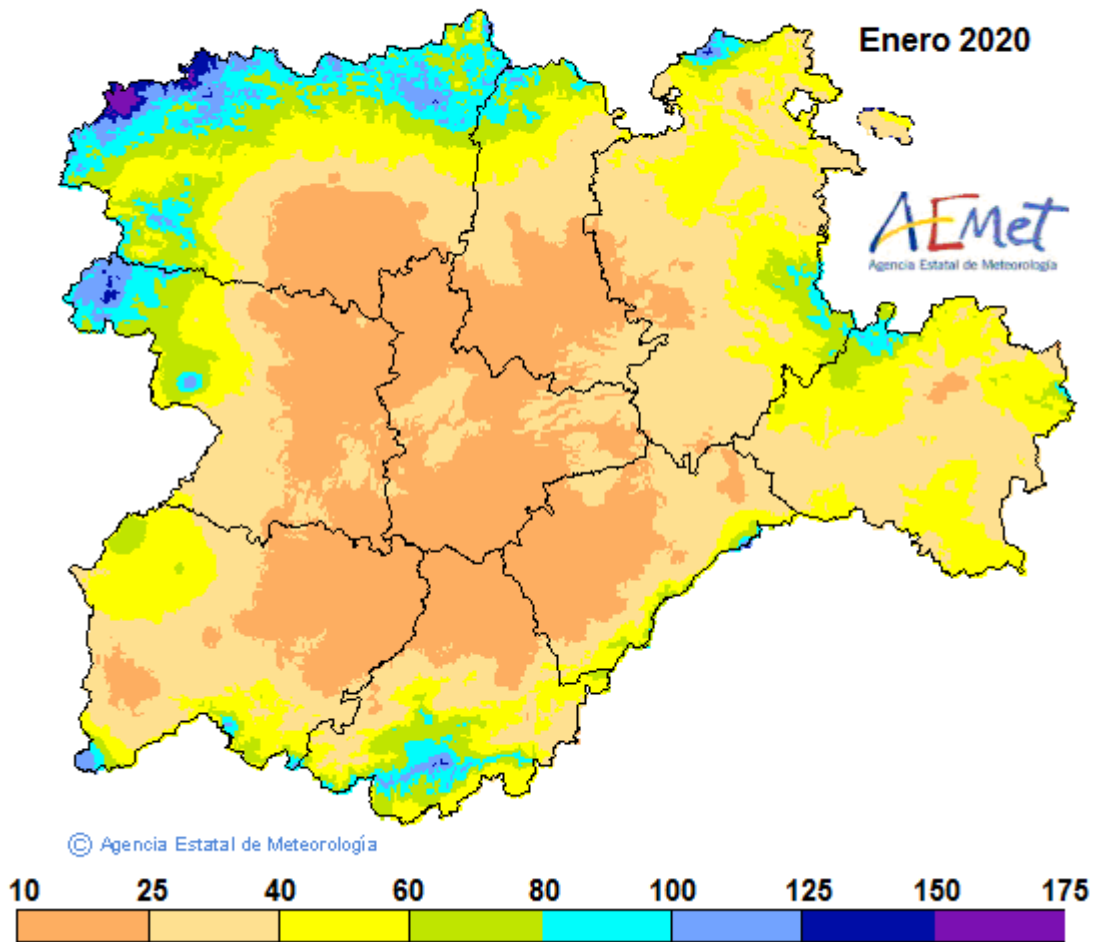 Enero 2020
AEMet
Agencia Estatal de Meteorología
© Agencia Estatal de Meteorología
10 25 40 60 80 100 125 150 175